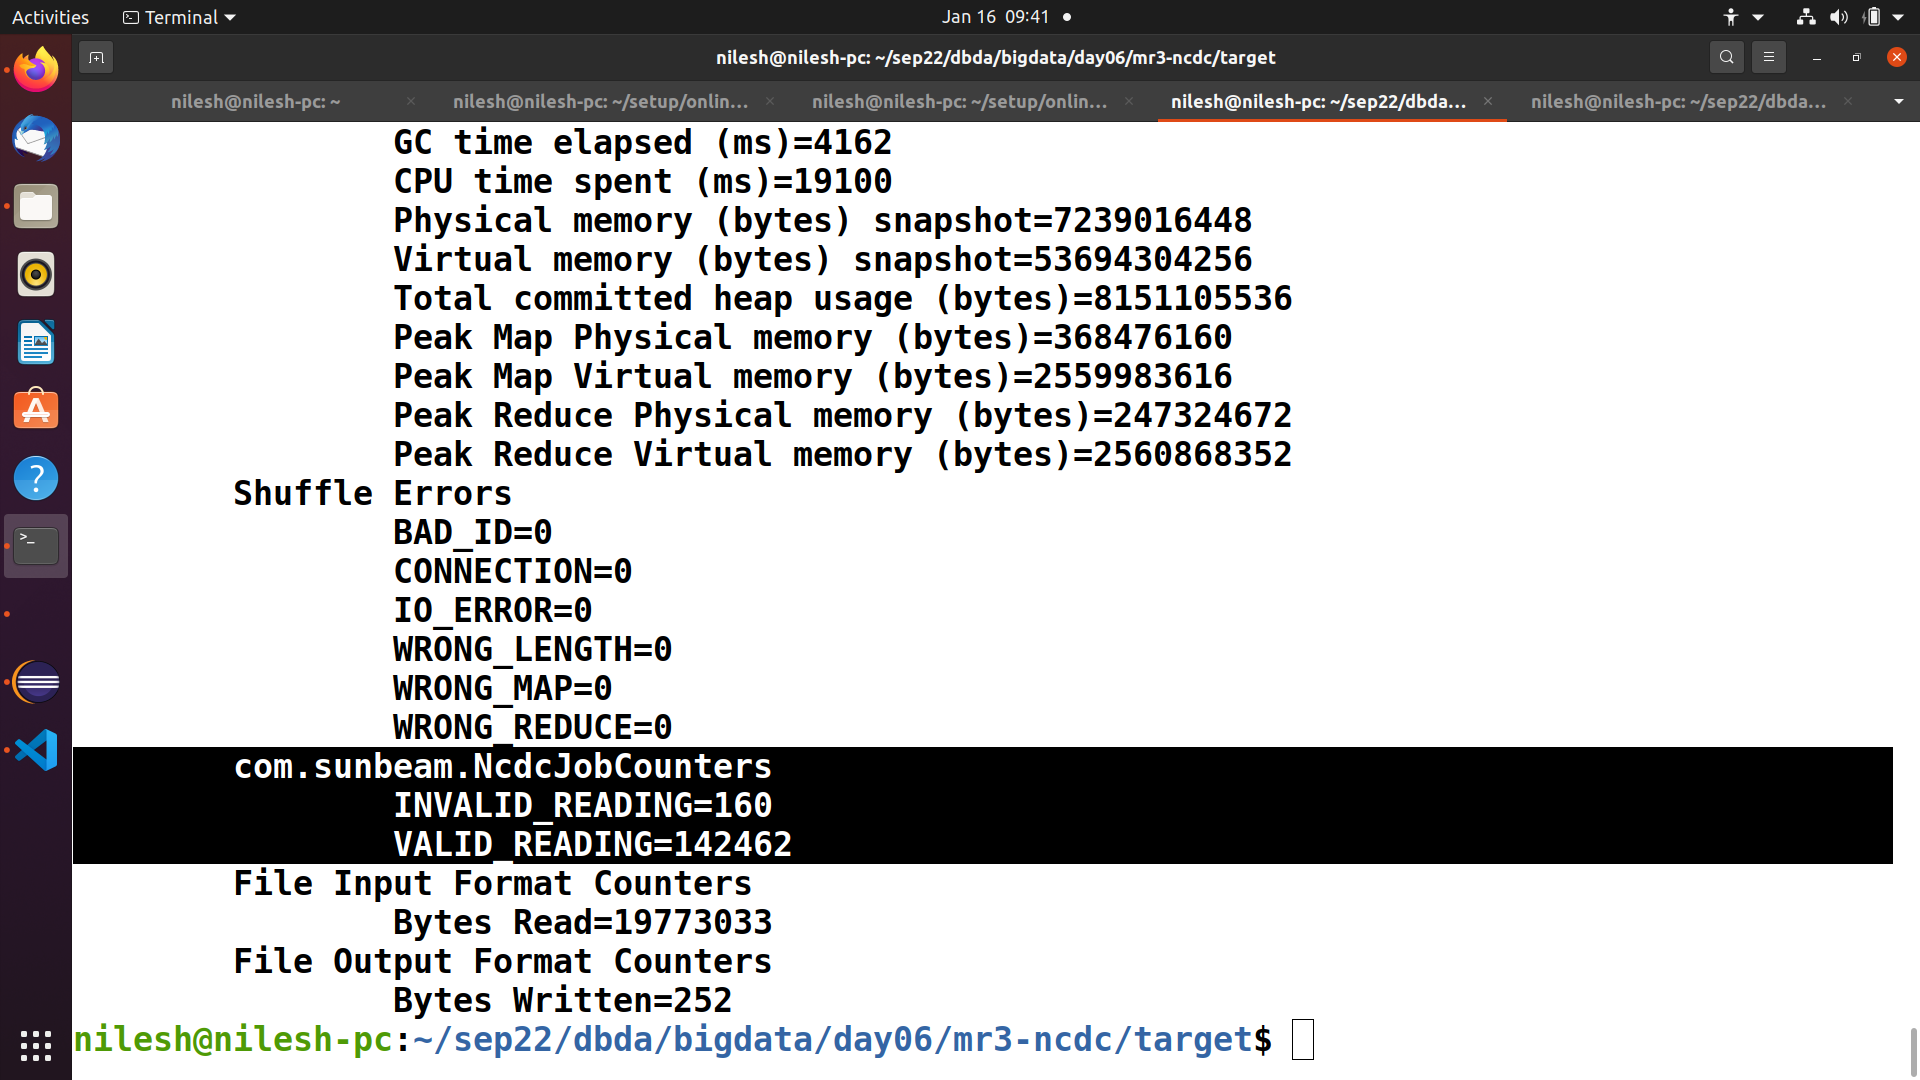 Activities Terminal Jan 16 09:41
nilesh@nilesh-pc: ~/sep22/dbda/bigdata/day06/mr3-ncdc/target
nilesh@nilesh-pc: ~ nilesh@nilesh-pc: ~/setup/onlin... nilesh@nilesh-pc: ~/setup/onlin... nilesh@nilesh-pc: ~/sep22/dbda... nilesh@nilesh-pc: ~/sep22/dbda...
GC time elapsed (ms)=4162
CPU time spent (ms)=19100
Physical memory (bytes) snapshot=7239016448
Virtual memory (bytes) snapshot=53694304256
Total committed heap usage (bytes)=8151105536
Peak Map Physical memory (bytes)=368476160
Peak Map Virtual memory (bytes)=2559983616
Peak Reduce Physical memory (bytes)=247324672
Peak Reduce Virtual memory (bytes)=2560868352
Shuffle Errors
BAD_ID=0
CONNECTION=0
IO_ERROR=0
WRONG_LENGTH=0
WRONG_MAP=0
WRONG_REDUCE=0
com.sunbeam.NcdcJobCounters
INVALID_READING=160
VALID_READING=142462
File Input Format Counters
Bytes Read=19773033
File Output Format Counters
Bytes Written=252
nilesh@nilesh-pc:~/sep22/dbda/bigdata/day06/mr3-ncdc/target$